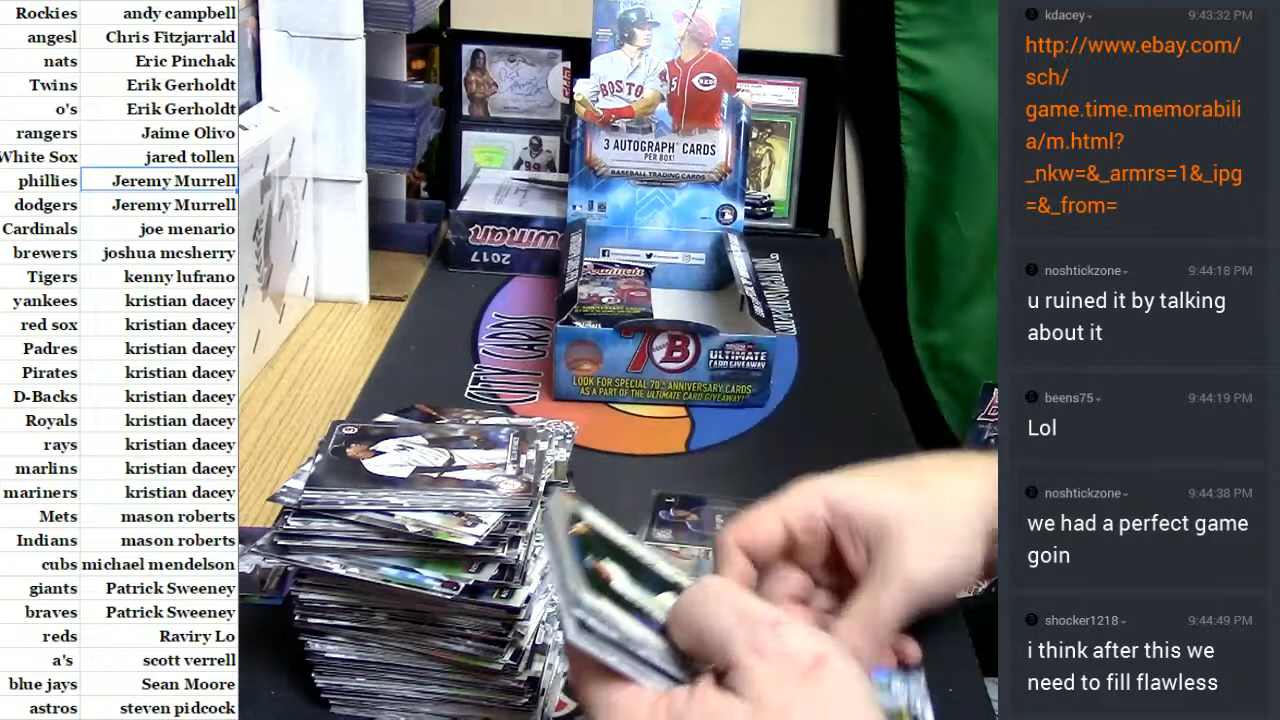 Rockies andy campbell
angesl Chris Fitzjarrald
nats Eric Pinchak
Twins Erik Gerholdt
o's Erik Gerholdt
rangers Jaime Olivo
White Sox jared tollen
phillies Jeremy Murrell
dodgers Jeremy Murrell
Cardinals joe menario
brewers joshua mcsherry
Tigers kenny lufrano
yankees kristian dacey
red sox kristian dacey
Padres kristian dacey
Pirates kristian dacey
D-Backs kristian dacey
Royals kristian dacey
rays kristian dacey
marlins kristian dacey
mariners kristian dacey
Mets mason roberts
Indians mason roberts
cubs michael mendelson
giants Patrick Sweeney
braves Patrick Sweeney
reds Raviry Lo
a's scott verrell
blue jays Sean Moore
astros steven pidcock
BOSTON
REDS
3 AUTOGRAPH CARDS
PER BOX!
BASEBALL TRADING CARDS
2017
Bowman
CITY CARDS
70
B
ULTIMATE
CARD GIVEAWAY
LOOK FOR SPECIAL 70TH ANNIVERSARY CARDS
AS A PART OF THE ULTIMATE CARD GIVEAWAY!
kdacey 9:43:32 PM
http://www.ebay.com/
sch/
game.time.memorabili
a/m.html?
_nkw=&_armrs=1&_ipg
=&_from=
noshtickzone 9:44:18 PM
u ruined it by talking
about it
beens75 9:44:19 PM
Lol
noshtickzone 9:44:38 PM
we had a perfect game
goin
shocker1218 9:44:49 PM
i think after this we
need to fill flawless